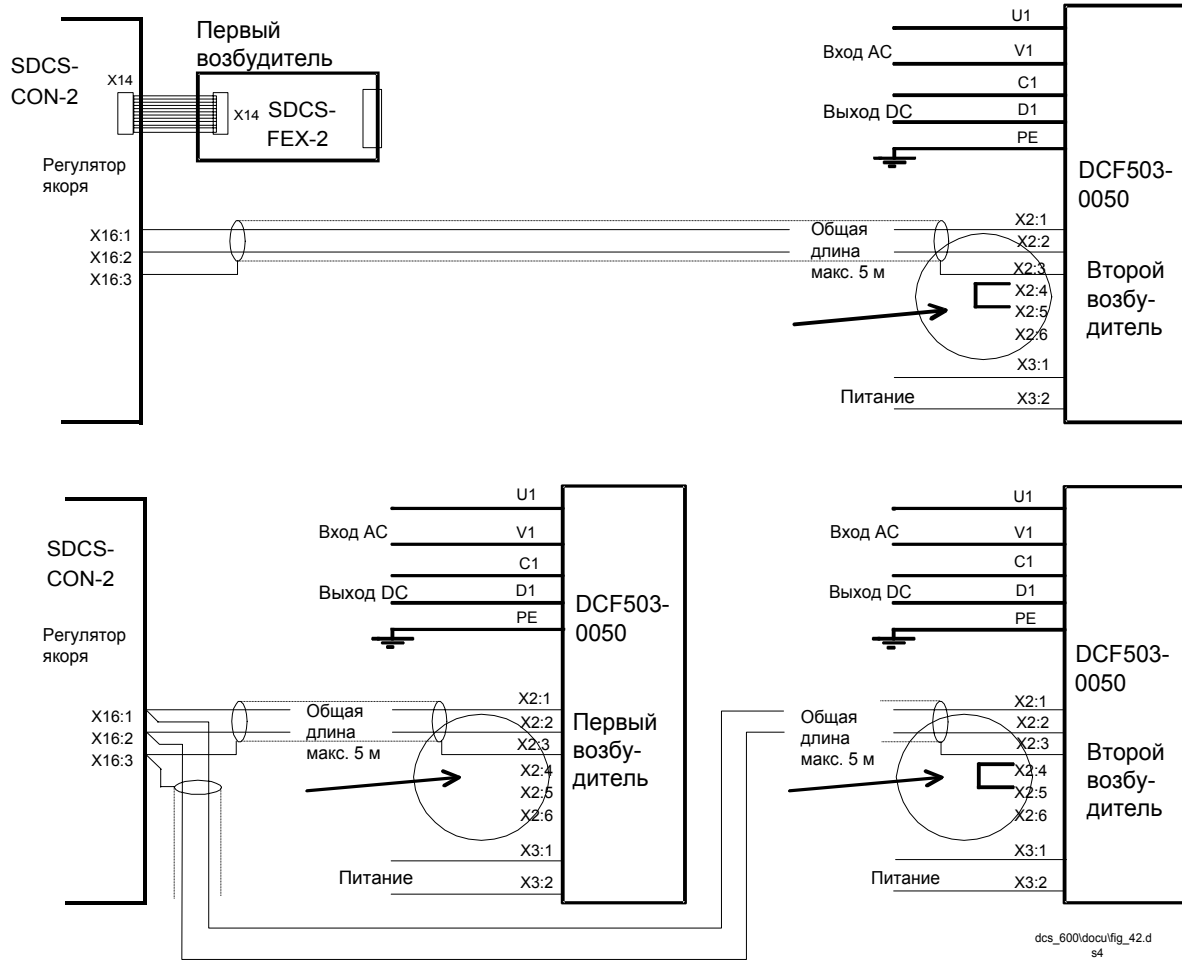 U1
Первый
возбудитель
Вход AC
V1
SDCS-
CON-2
X14
C1
X14
SDCS-
FEX-2
Выход DC
D1
PE
Регулятор
якоря
DCF503-
0050
X16:1
X16:2
X16:3
Общая
длина
макс. 5 м
X2:1
X2:2
X2:3
X2:4
X2:5
X2:6
Второй
возбу-
дитель
X3:1
Питание
X3:2
SDCS-
CON-2
Регулятор
якоря
X16:1
X16:2
X16:3
U1
Вход AC
V1
C1
Выход DC
D1
PE
DCF503-
0050
Общая
длина
макс. 5 м
X2:1
X2:2
X2:3
X2:4
X2:5
X2:6
Первый
возбу-
дитель
X3:1
Питание
X3:2
U1
Вход AC
V1
C1
Выход DC
D1
PE
DCF503-
0050
Общая
длина
макс. 5 м
X2:1
X2:2
X2:3
X2:4
X2:5
X2:6
Второй
возбу-
дитель
X3:1
Питание
X3:2
dcs_600\docu\fig_42.d
s4